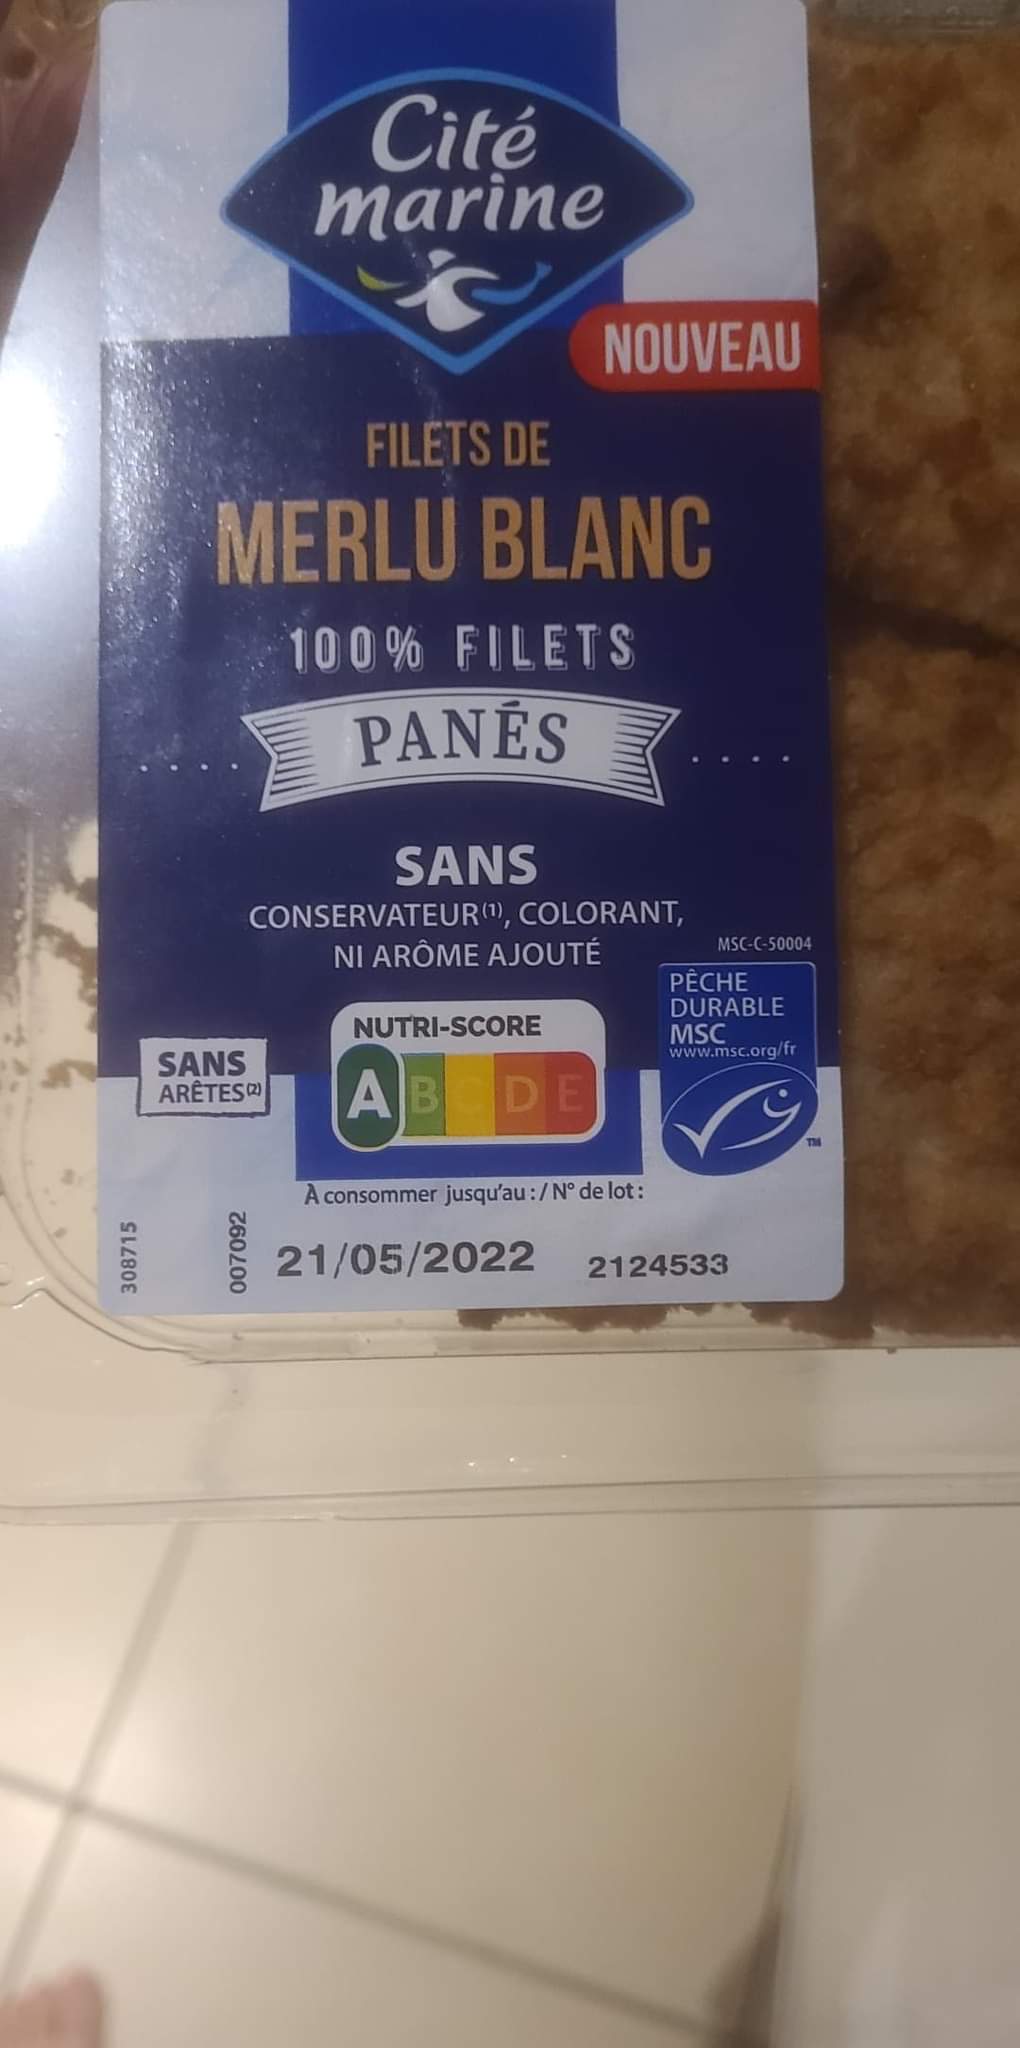 Cité
marine
NOUVEAU
FILETS DE
MERLU BLANC
100% FILETS
PANÉS
SANS
CONSERVATEUR(1), COLORANT,
NI ARÔME AJOUTÉ
MSC-C-50004
PÊCHE
DURABLE
MSC
www.msc.org/fr
TM
NUTRI-SCORE
A B C D E
SANS
ARÊTES(2)
À consommer jusqu'au : / N° de lot :
308715
007092
21/05/2022 2124533